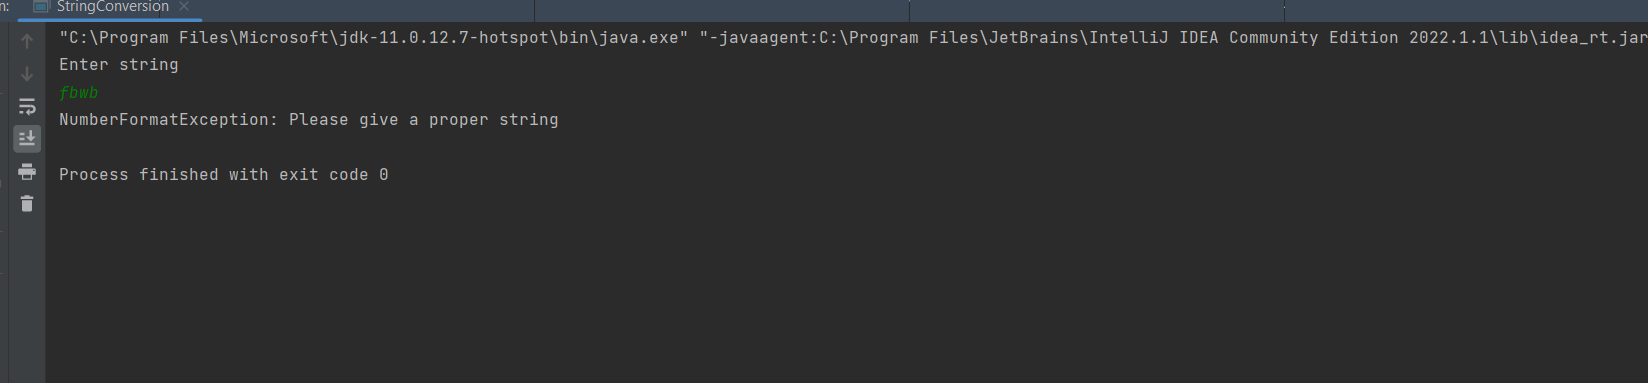 n:
StringConversion
"C:\Program Files\Microsoft\jdk-11.0.12.7-hotspot\bin\java.exe" "-javaagent:C:\Program Files\JetBrains\IntelliJ IDEA Community Edition 2022.1.1\lib\idea_rt.jar
Enter string
fbwb
NumberFormatException: Please give a proper string
Process finished with exit code 0